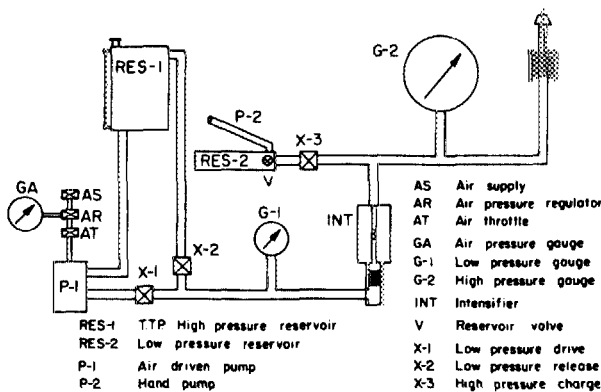 G-2
RES-1
P-2
X-3
RES-2
V
GA
AS
AR
AT
G-1
INT
X-2
P-1
X-1
AS Air supply
AR Air pressure regulator
AT Air throttle
GA Air pressure gauge
G-1 Low pressure gauge
G-2 High pressure gauge
INT Intensifier
V Reservoir valve
X-1 Low pressure drive
X-2 Low pressure release
X-3 High pressure charge
RES-1 T.T.P High pressure reservoir
RES-2 Low pressure reservoir
P-1 Air driven pump
P-2 Hand pump